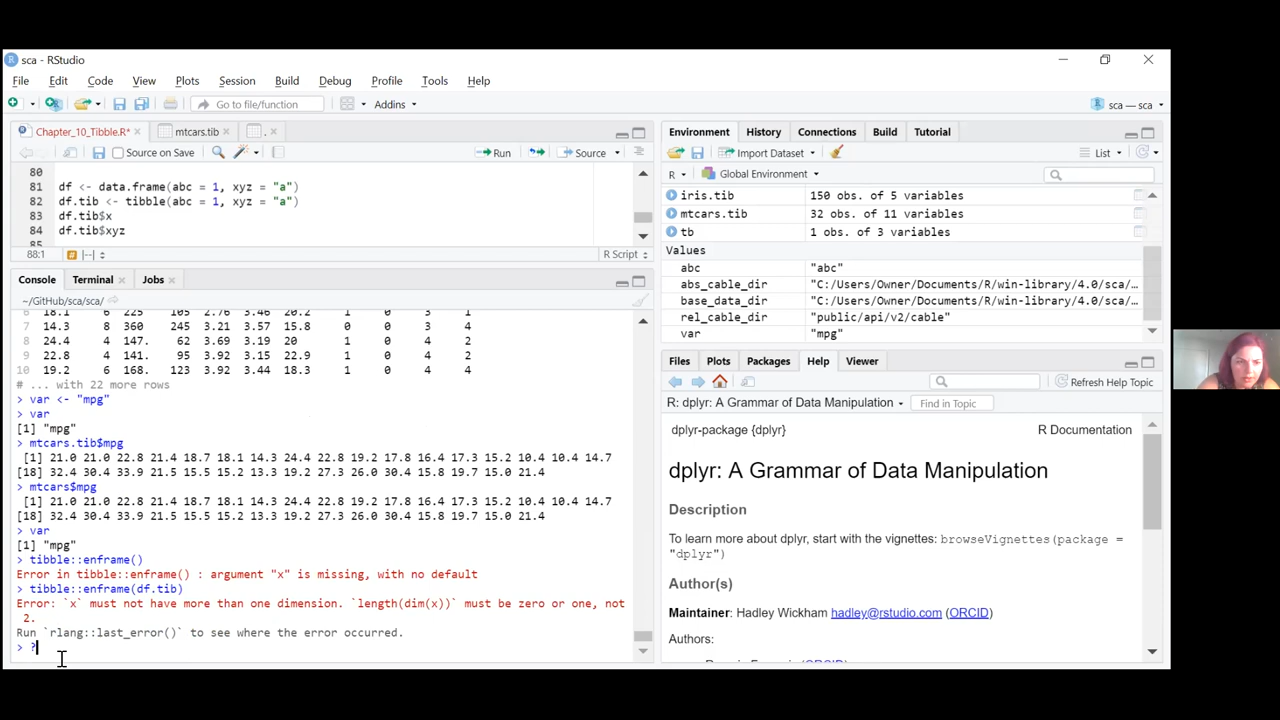 sca - RStudio
File Edit Code View Plots Session Build Debug Profile Tools Help
Go to file/function Addins sca — sca
Chapter_10_Tibble.R* mtcars.tib .
Source on Save Run Source
80
81 df <- data.frame(abc = 1, xyz = "a")
82 df.tib <- tibble(abc = 1, xyz = "a")
83 df.tib$x
84 df.tib$xyz
85
88:1 # |--| R Script
Console Terminal Jobs
~/GitHub/sca/sca/
6 18.1 6 225 105 2.76 3.46 20.2 1 0 3 1
7 14.3 8 360 245 3.21 3.57 15.8 0 0 3 4
8 24.4 4 147. 62 3.69 3.19 20 1 0 4 2
9 22.8 4 141. 95 3.92 3.15 22.9 1 0 4 2
10 19.2 6 168. 123 3.92 3.44 18.3 1 0 4 4
# ... with 22 more rows
> var <- "mpg"
> var
[1] "mpg"
> mtcars.tib$mpg
[1] 21.0 21.0 22.8 21.4 18.7 18.1 14.3 24.4 22.8 19.2 17.8 16.4 17.3 15.2 10.4 10.4 14.7
[18] 32.4 30.4 33.9 21.5 15.5 15.2 13.3 19.2 27.3 26.0 30.4 15.8 19.7 15.0 21.4
> mtcars$mpg
[1] 21.0 21.0 22.8 21.4 18.7 18.1 14.3 24.4 22.8 19.2 17.8 16.4 17.3 15.2 10.4 10.4 14.7
[18] 32.4 30.4 33.9 21.5 15.5 15.2 13.3 19.2 27.3 26.0 30.4 15.8 19.7 15.0 21.4
> var
[1] "mpg"
> tibble::enframe()
Error in tibble::enframe() : argument "x" is missing, with no default
> tibble::enframe(df.tib)
Error: `x` must not have more than one dimension. `length(dim(x))` must be zero or one, not
2.
Run `rlang::last_error()` to see where the error occurred.
> ?
Environment History Connections Build Tutorial
Import Dataset List
R Global Environment
iris.tib 150 obs. of 5 variables
mtcars.tib 32 obs. of 11 variables
tb 1 obs. of 3 variables
Values
abc "abc"
abs_cable_dir "C:/Users/Owner/Documents/R/win-library/4.0/sca/…
base_data_dir "C:/Users/Owner/Documents/R/win-library/4.0/sca/…
rel_cable_dir "public/api/v2/cable"
var "mpg"
Files Plots Packages Help Viewer
Refresh Help Topic
R: dplyr: A Grammar of Data Manipulation Find in Topic
dplyr-package {dplyr} R Documentation
dplyr: A Grammar of Data Manipulation
Description
To learn more about dplyr, start with the vignettes: browseVignettes(package =
"dplyr")
Author(s)
Maintainer: Hadley Wickham hadley@rstudio.com (ORCID)
Authors: